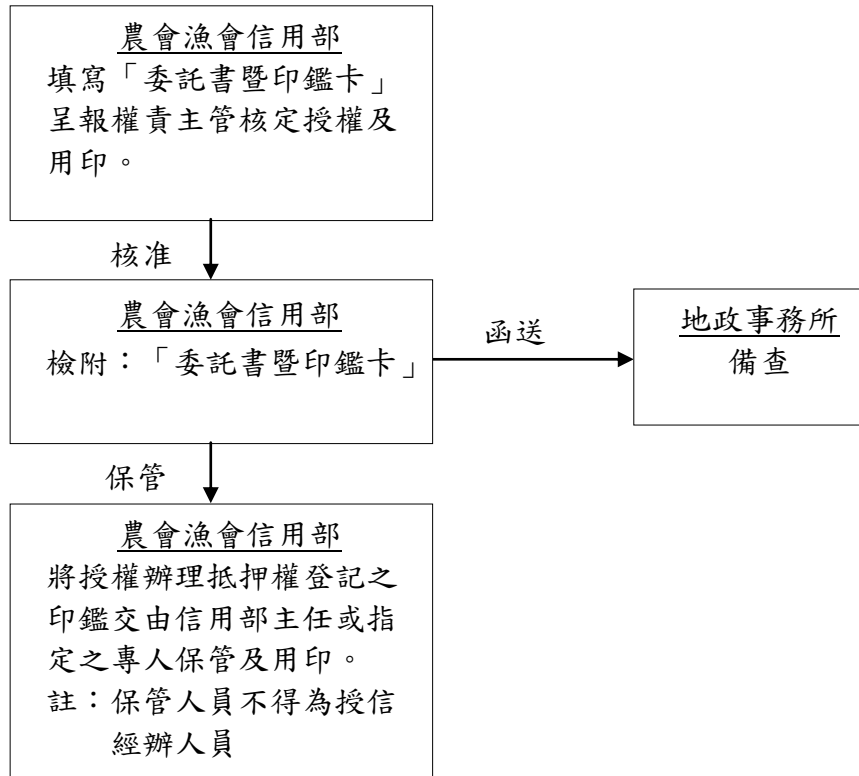 農會漁會信用部
填寫「委託書暨印鑑卡」
呈報權責主管核定授權及
用印。
核准
農會漁會信用部
檢附：「委託書暨印鑑卡」
函送
地政事務所
備查
保管
農會漁會信用部
將授權辦理抵押權登記之
印鑑交由信用部主任或指
定之專人保管及用印。
註：保管人員不得為授信
經辦人員